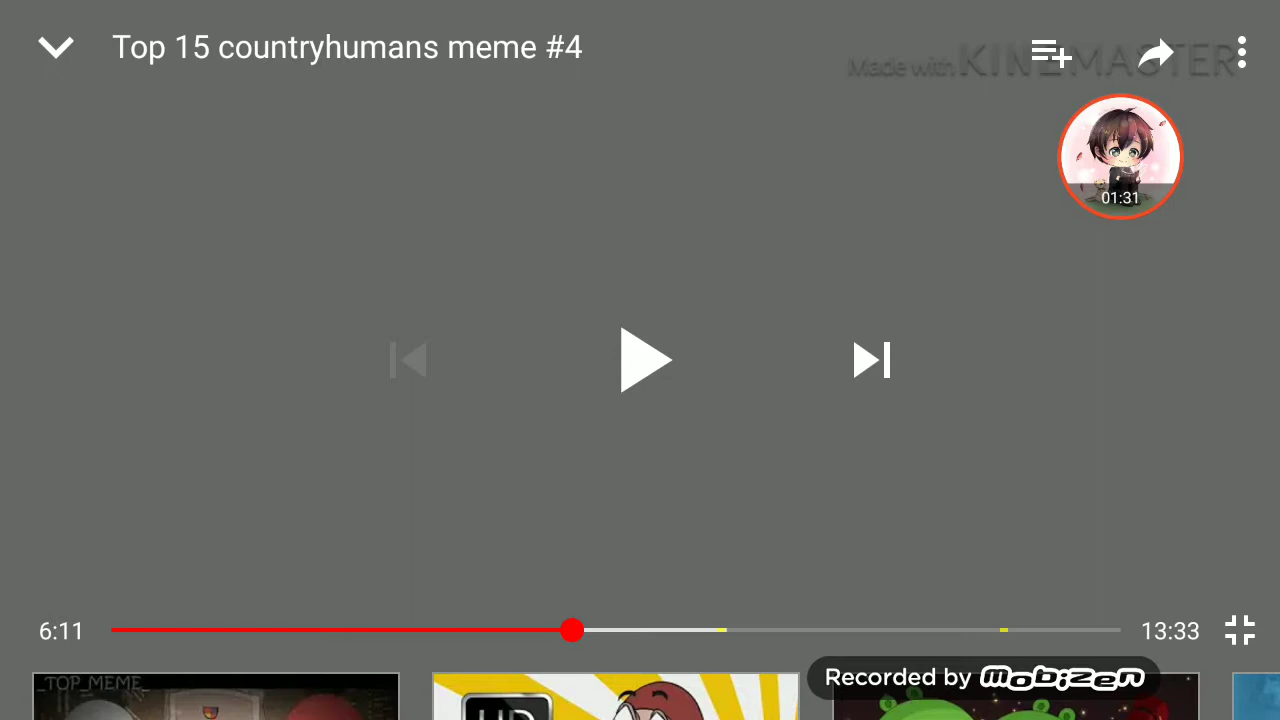 Top 15 countryhumans meme #4
Made with KINEMASTER
01:31
6:11
13:33
Recorded by mobizen
_TOP_MEME_
HD